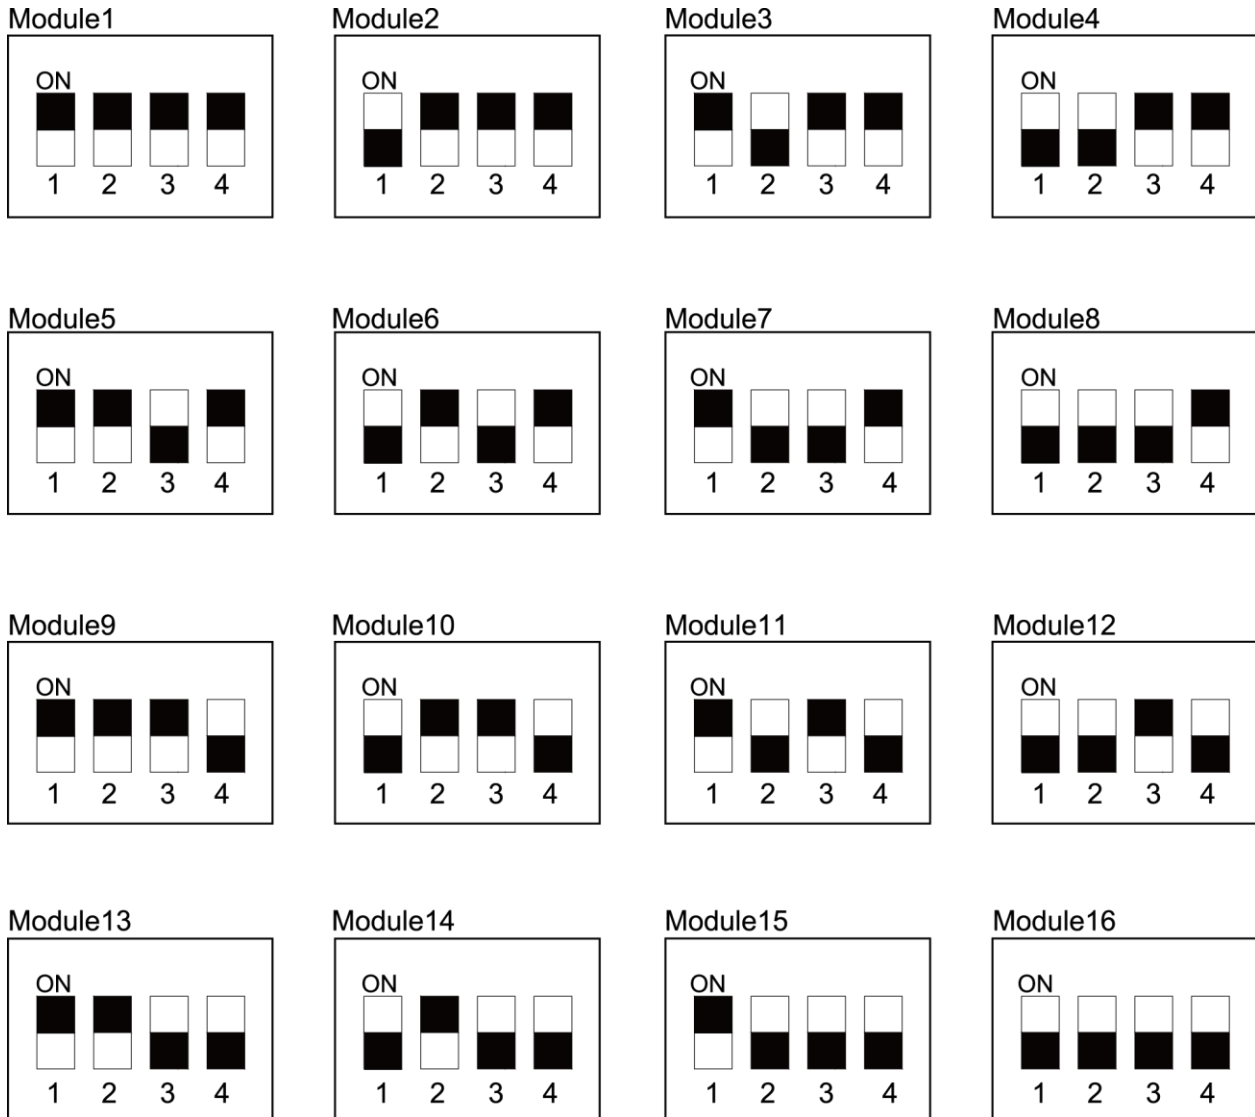 Module1 Module2 Module3 Module4
ON ON ON ON
1 2 3 4 1 2 3 4 1 2 3 4 1 2 3 4
Module5 Module6 Module7 Module8
ON ON ON ON
1 2 3 4 1 2 3 4 1 2 3 4 1 2 3 4
Module9 Module10 Module11 Module12
ON ON ON ON
1 2 3 4 1 2 3 4 1 2 3 4 1 2 3 4
Module13 Module14 Module15 Module16
ON ON ON ON
1 2 3 4 1 2 3 4 1 2 3 4 1 2 3 4